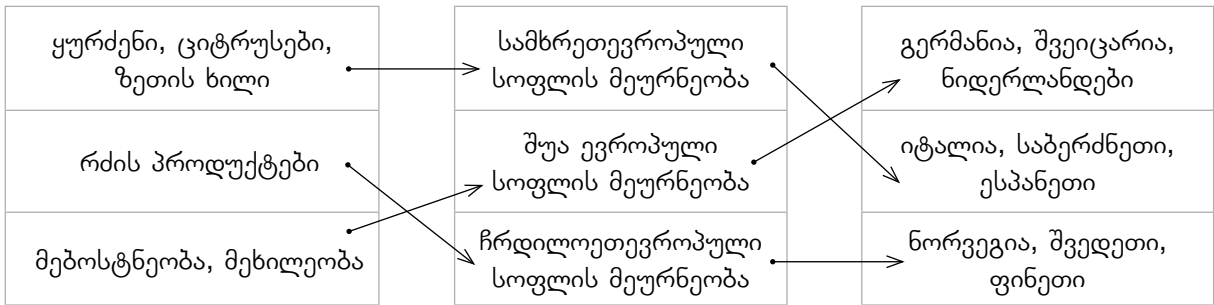 ყურძენი, ციტრუსები,
ზეთის ხილი
სამხრეთევროპული
სოფლის მეურნეობა
გერმანია, შვეიცარია,
ნიდერლანდები
რძის პროდუქტები
შუა ევროპული
სოფლის მეურნეობა
იტალია, საბერძნეთი,
ესპანეთი
მებოსტნეობა, მეხილეობა
ჩრდილოეთევროპული
სოფლის მეურნეობა
ნორვეგია, შვედეთი,
ფინეთი